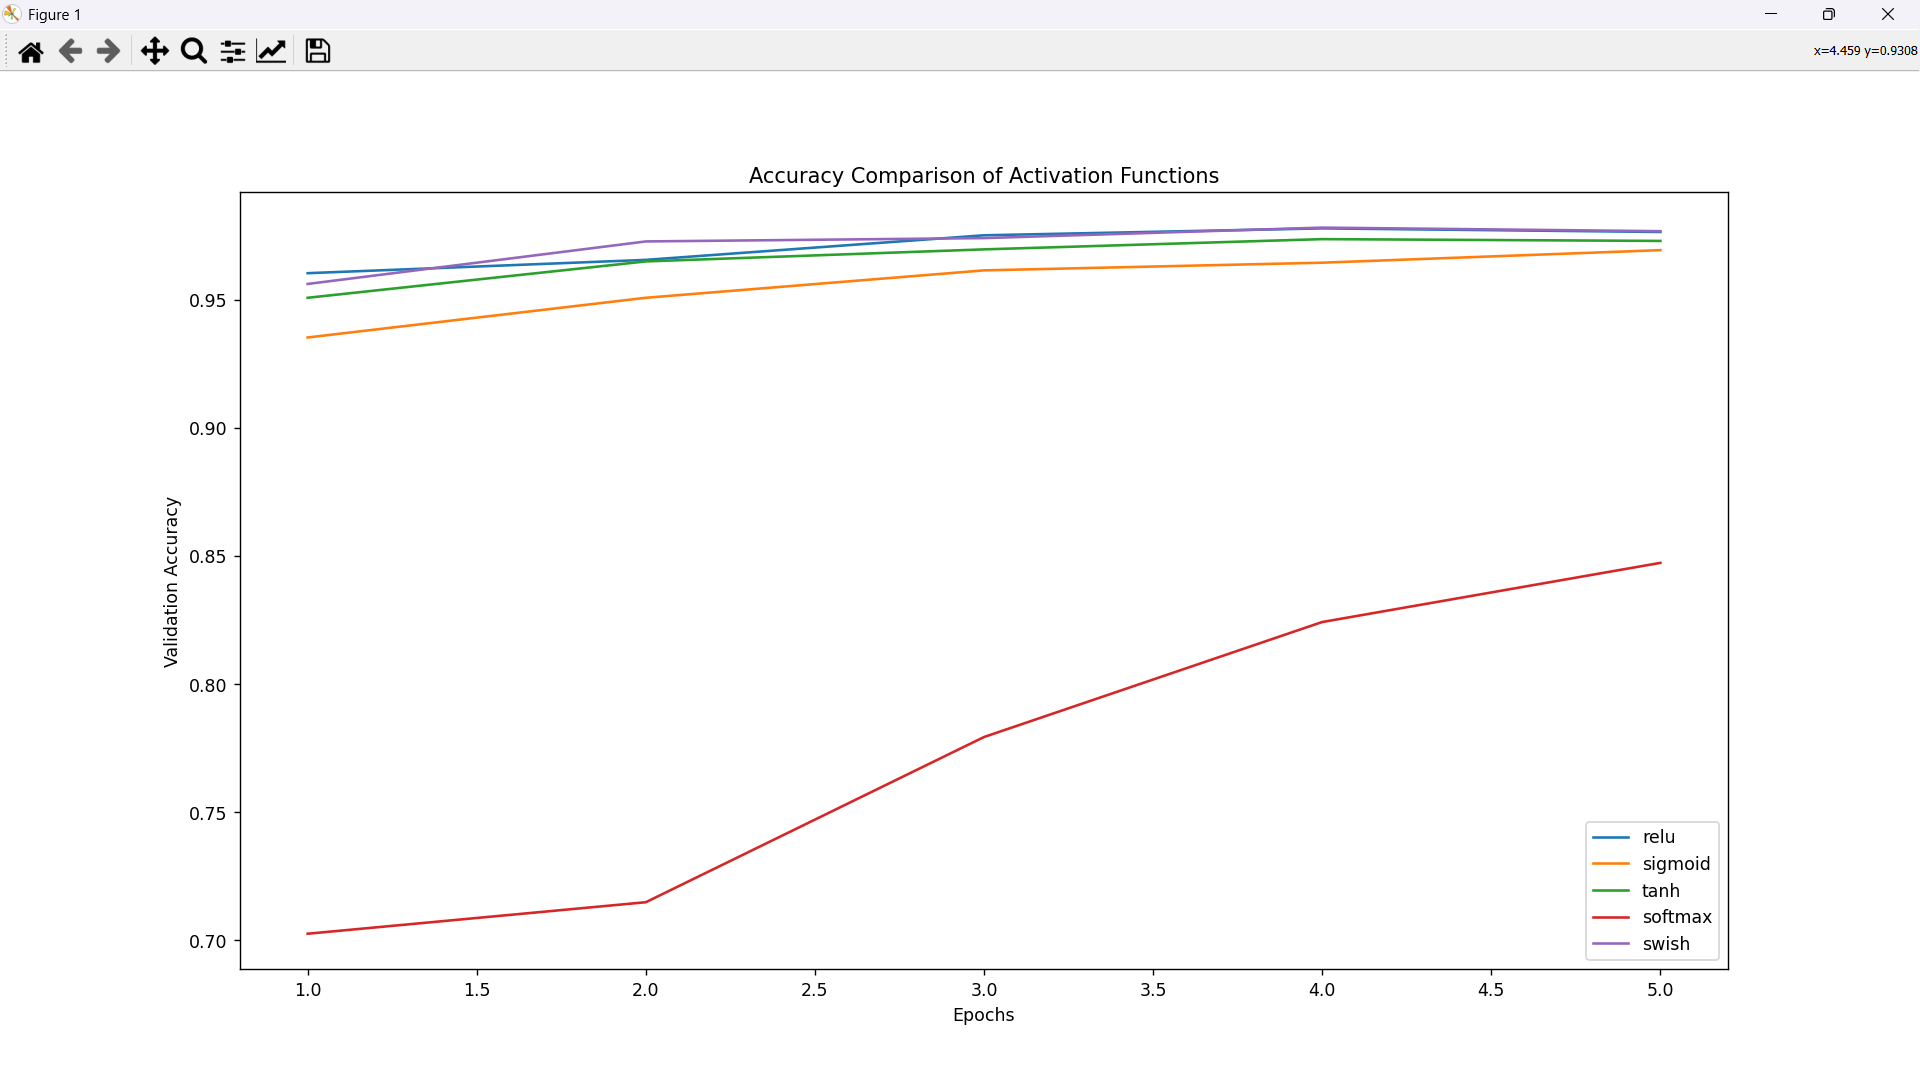 Figure 1
x=4.459 y=0.9308
Accuracy Comparison of Activation Functions
Validation Accuracy
0.95
0.90
0.85
0.80
0.75
0.70
relu
sigmoid
tanh
softmax
swish
1.0 1.5 2.0 2.5 3.0 3.5 4.0 4.5 5.0
Epochs